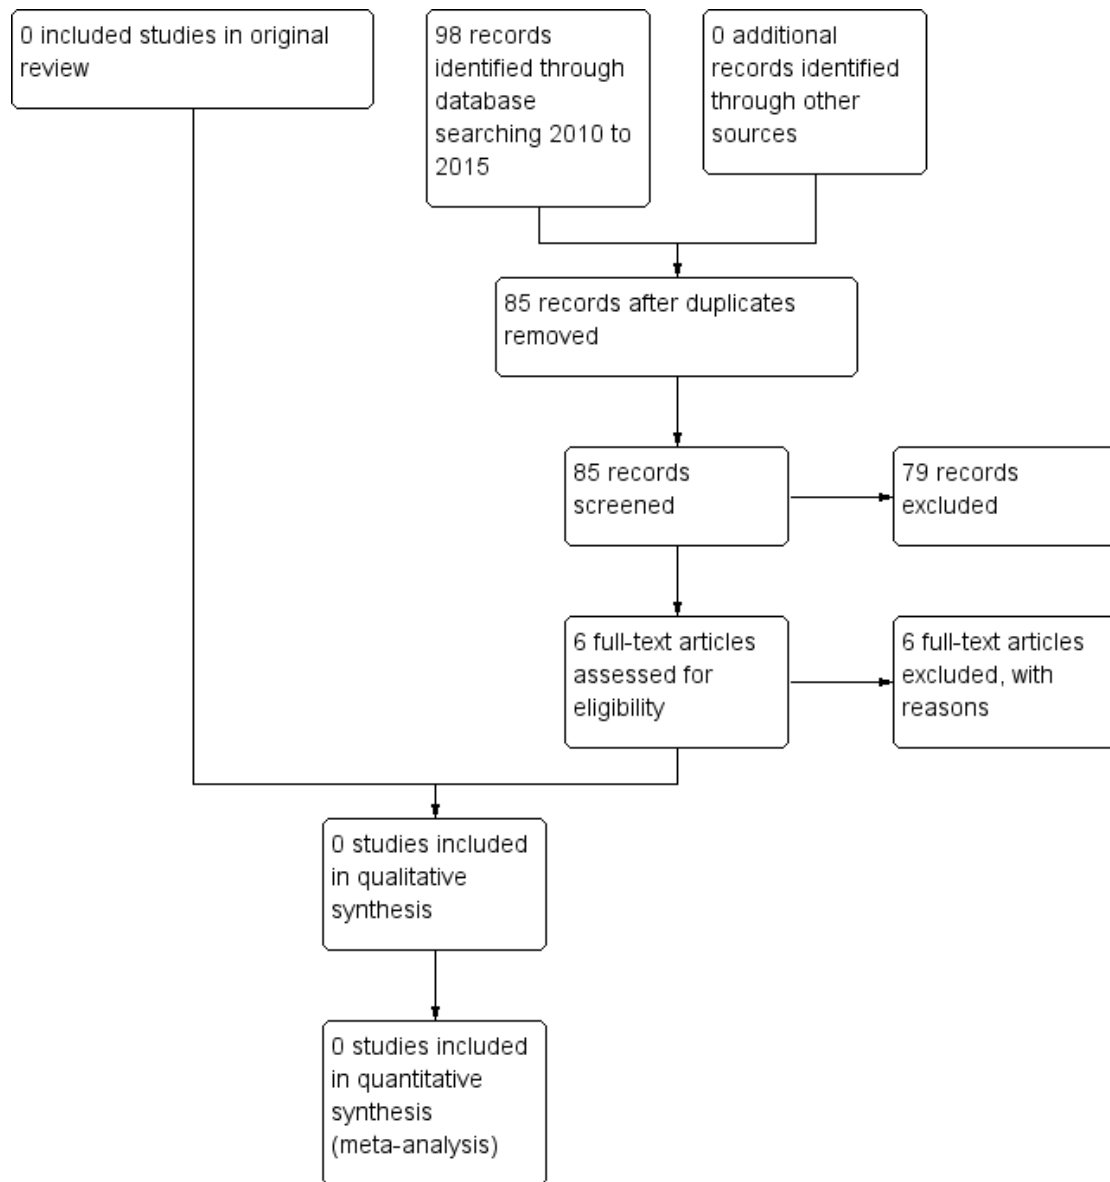 0 included studies in original
review
98 records
identified through
database
searching 2010 to
2015
0 additional
records identified
through other
sources
85 records after duplicates
removed
85 records
screened
79 records
excluded
6 full-text articles
assessed for
eligibility
6 full-text articles
excluded, with
reasons
0 studies included
in qualitative
synthesis
0 studies included
in quantitative
synthesis
(meta-analysis)